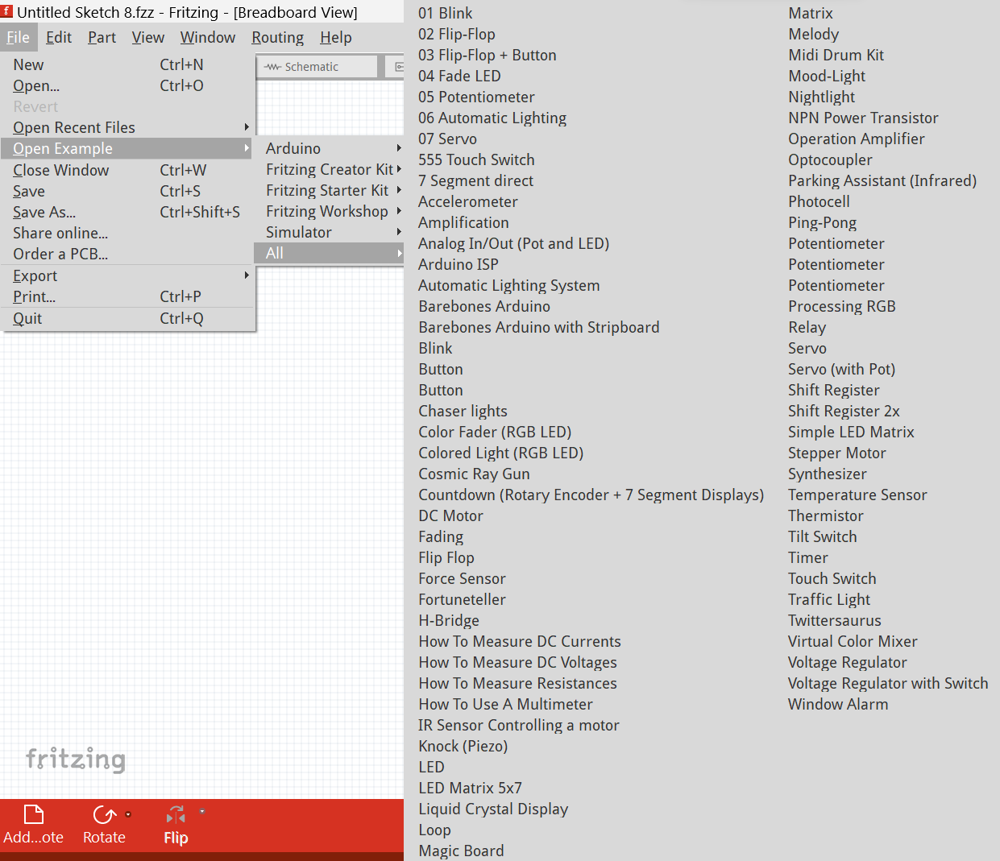 Untitled Sketch 8.fzz - Fritzing - [Breadboard View]
File Edit Part View Window Routing Help
New Ctrl+N
Open... Ctrl+O
Revert
Open Recent Files
Open Example
Close Window Ctrl+W
Save Ctrl+S
Save As... Ctrl+Shift+S
Share online...
Order a PCB...
Export
Print... Ctrl+P
Quit Ctrl+Q
Schematic
Arduino
Fritzing Creator Kit
Fritzing Starter Kit
Fritzing Workshop
Simulator
All
01 Blink
02 Flip-Flop
03 Flip-Flop + Button
04 Fade LED
05 Potentiometer
06 Automatic Lighting
07 Servo
555 Touch Switch
7 Segment direct
Accelerometer
Amplification
Analog In/Out (Pot and LED)
Arduino ISP
Automatic Lighting System
Barebones Arduino
Barebones Arduino with Stripboard
Blink
Button
Button
Chaser lights
Color Fader (RGB LED)
Colored Light (RGB LED)
Cosmic Ray Gun
Countdown (Rotary Encoder + 7 Segment Displays)
DC Motor
Fading
Flip Flop
Force Sensor
Fortuneteller
H-Bridge
How To Measure DC Currents
How To Measure DC Voltages
How To Measure Resistances
How To Use A Multimeter
IR Sensor Controlling a motor
Knock (Piezo)
LED
LED Matrix 5x7
Liquid Crystal Display
Loop
Magic Board
Matrix
Melody
Midi Drum Kit
Mood-Light
Nightlight
NPN Power Transistor
Operation Amplifier
Optocoupler
Parking Assistant (Infrared)
Photocell
Ping-Pong
Potentiometer
Potentiometer
Potentiometer
Processing RGB
Relay
Servo
Servo (with Pot)
Shift Register
Shift Register 2x
Simple LED Matrix
Stepper Motor
Synthesizer
Temperature Sensor
Thermistor
Tilt Switch
Timer
Touch Switch
Traffic Light
Twittersaurus
Virtual Color Mixer
Voltage Regulator
Voltage Regulator with Switch
Window Alarm
fritzing
Add...ote Rotate Flip